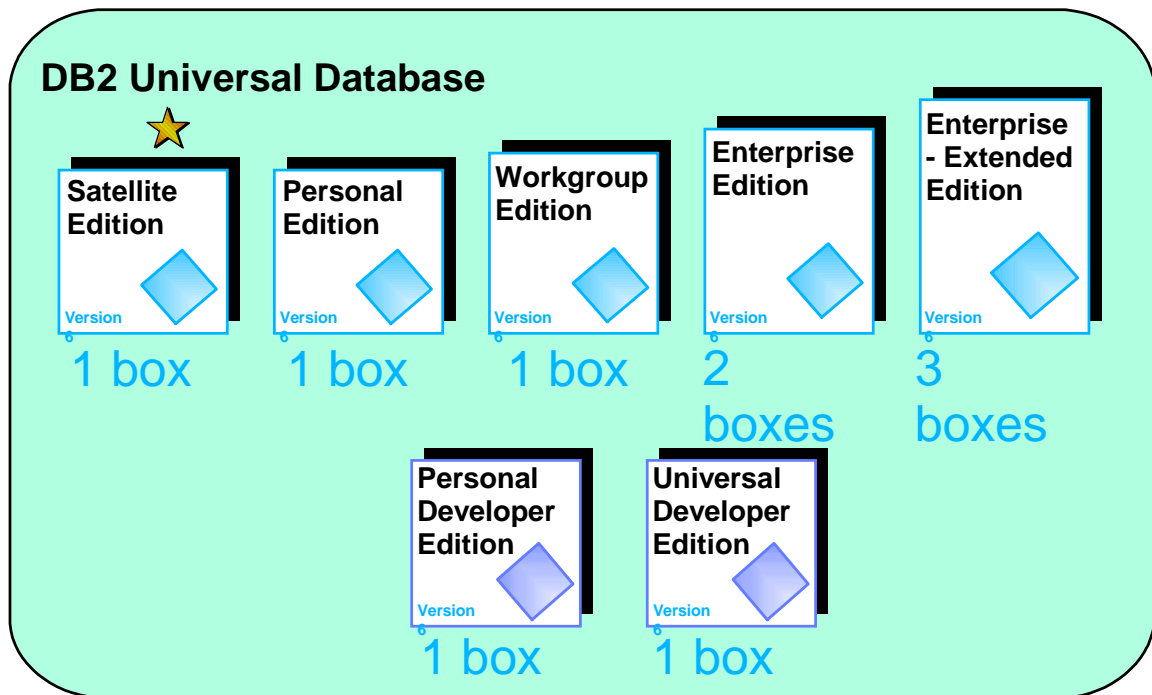 DB2 Universal Database
Satellite
Edition
Version
6
1 box
Personal
Edition
Version
6
1 box
Workgroup
Edition
Version
6
1 box
Enterprise
Edition
Version
6
2
boxes
Enterprise
- Extended
Edition
Version
6
3
boxes
Personal
Developer
Edition
Version
6
1 box
Universal
Developer
Edition
Version
6
1 box